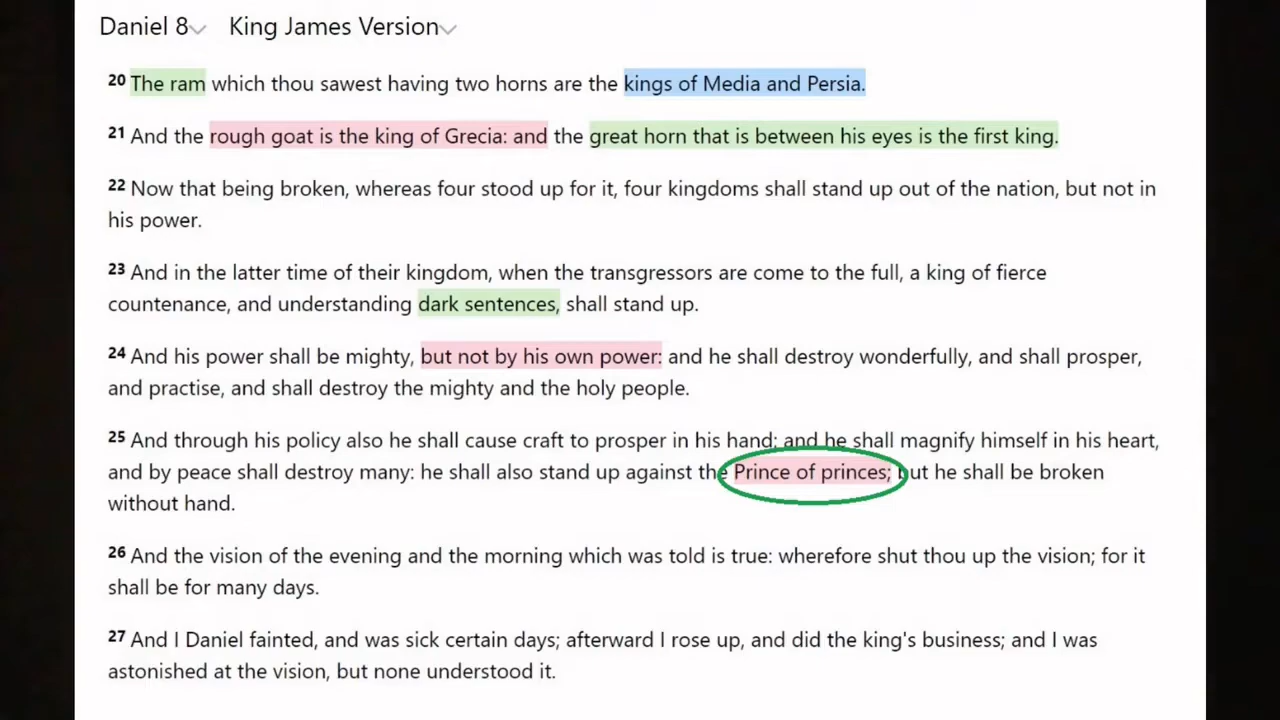 Daniel 8 King James Version
20 The ram which thou sawest having two horns are the kings of Media and Persia.
21 And the rough goat is the king of Grecia: and the great horn that is between his eyes is the first king.
22 Now that being broken, whereas four stood up for it, four kingdoms shall stand up out of the nation, but not in
his power.
23 And in the latter time of their kingdom, when the transgressors are come to the full, a king of fierce
countenance, and understanding dark sentences, shall stand up.
24 And his power shall be mighty, but not by his own power: and he shall destroy wonderfully, and shall prosper,
and practise, and shall destroy the mighty and the holy people.
25 And through his policy also he shall cause craft to prosper in his hand; and he shall magnify himself in his heart,
and by peace shall destroy many: he shall also stand up against the Prince of princes; but he shall be broken
without hand.
26 And the vision of the evening and the morning which was told is true: wherefore shut thou up the vision; for it
shall be for many days.
27 And I Daniel fainted, and was sick certain days; afterward I rose up, and did the king's business; and I was
astonished at the vision, but none understood it.